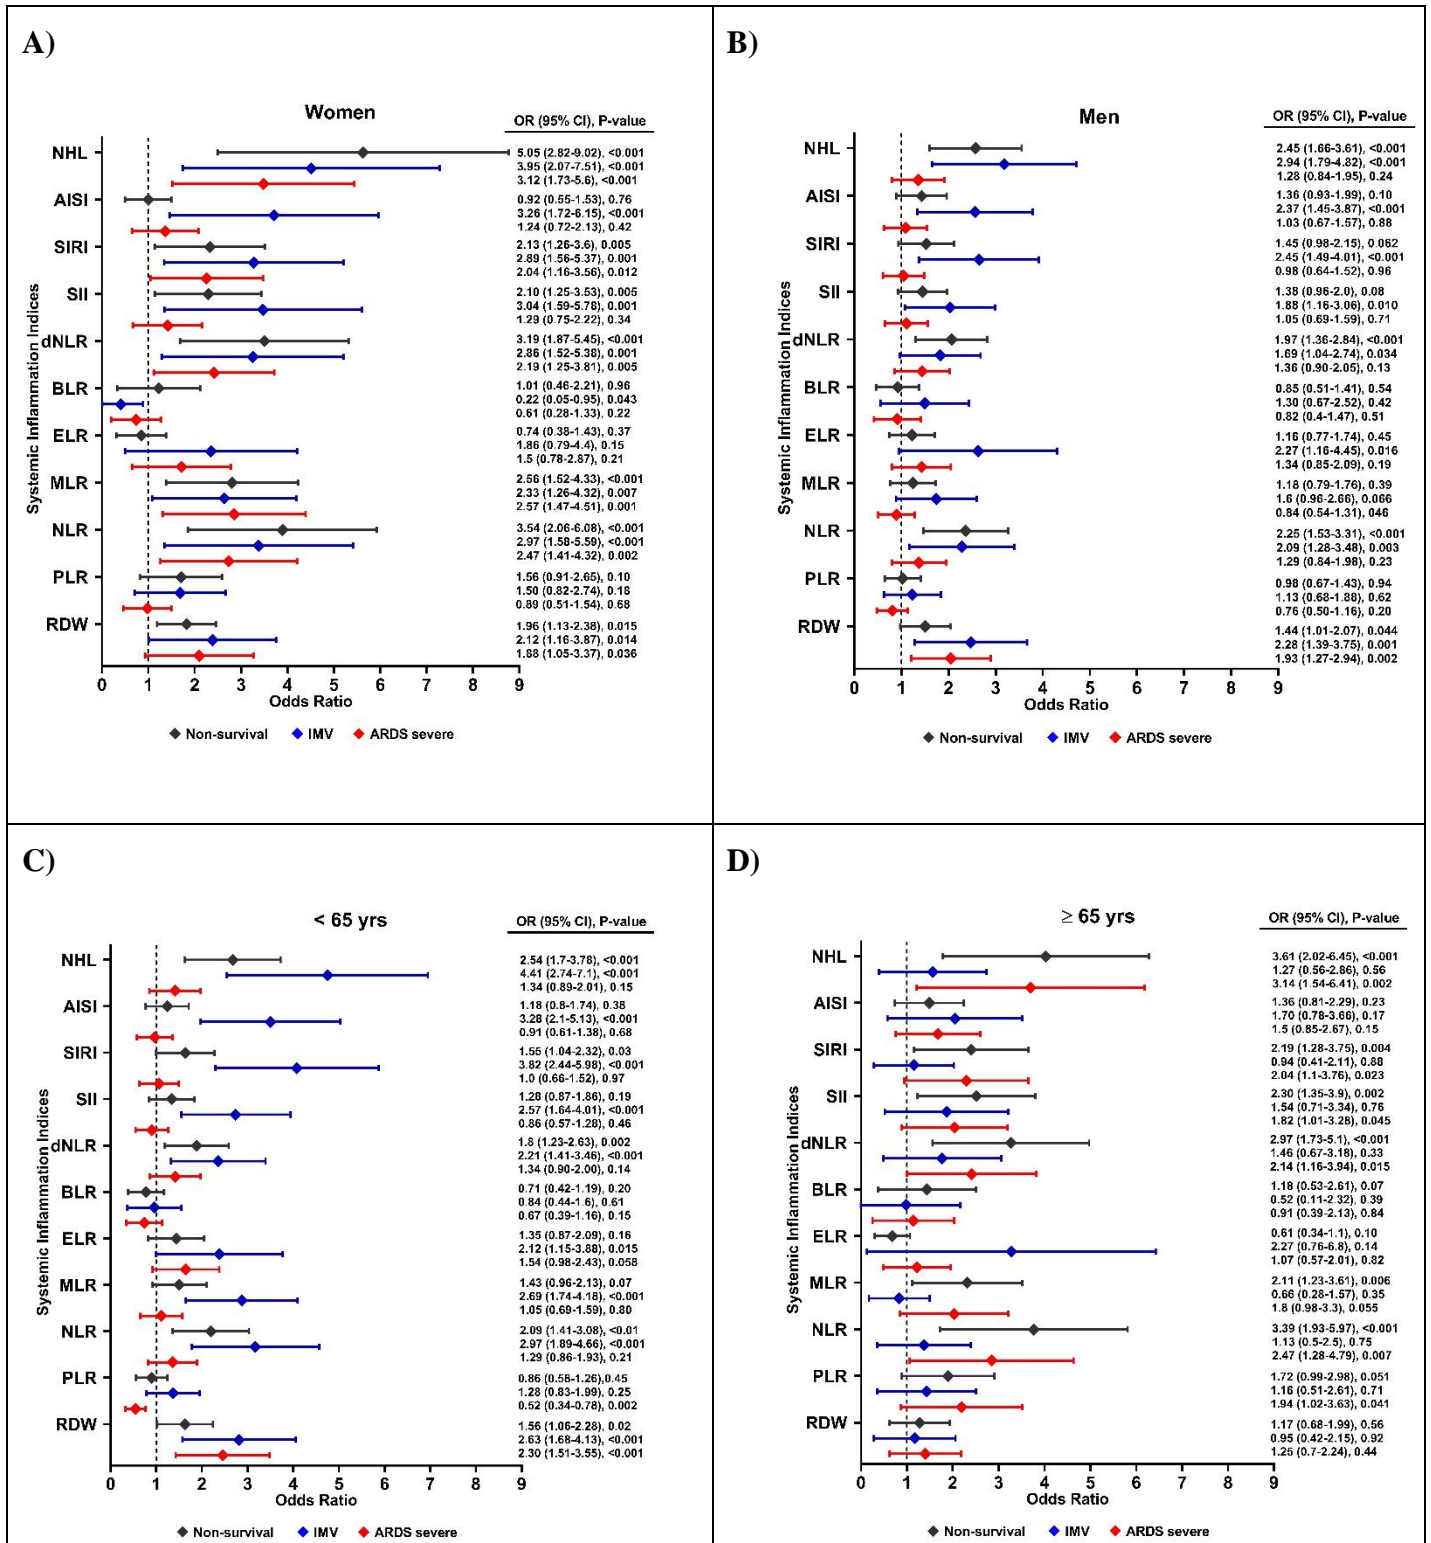 A)
Women
OR (95% CI), P-value
Systemic Inflammation Indices
NHL
5.05 (2.82-9.02), <0.001
3.95 (2.07-7.51), <0.001
3.12 (1.73-5.6), <0.001
AISI
0.92 (0.55-1.53), 0.76
3.26 (1.72-6.15), <0.001
1.24 (0.72-2.13), 0.42
SIRI
2.13 (1.26-3.6), 0.005
2.89 (1.56-5.37), 0.001
2.04 (1.16-3.56), 0.012
SII
2.10 (1.25-3.53), 0.005
3.04 (1.59-5.78), 0.001
1.29 (0.75-2.22), 0.34
dNLR
3.19 (1.87-5.45), <0.001
2.86 (1.52-5.38), 0.001
2.19 (1.25-3.81), 0.005
BLR
1.01 (0.46-2.21), 0.96
0.22 (0.05-0.95), 0.043
0.61 (0.28-1.33), 0.22
ELR
0.74 (0.38-1.43), 0.37
1.86 (0.79-4.4), 0.15
1.5 (0.78-2.87), 0.21
MLR
2.56 (1.52-4.33), <0.001
2.33 (1.26-4.32), 0.007
2.57 (1.47-4.51), 0.001
NLR
3.54 (2.06-6.08), <0.001
2.97 (1.58-5.59), <0.001
2.47 (1.41-4.32), 0.002
PLR
1.56 (0.91-2.65), 0.10
1.50 (0.82-2.74), 0.18
0.89 (0.51-1.54), 0.68
RDW
1.96 (1.13-2.38), 0.015
2.12 (1.16-3.87), 0.014
1.88 (1.05-3.37), 0.036
0 1 2 3 4 5 6 7 8 9
Odds Ratio
Non-survival IMV ARDS severe
B)
Men
OR (95% CI), P-value
Systemic Inflammation Indices
NHL
2.45 (1.66-3.61), <0.001
2.94 (1.79-4.82), <0.001
1.28 (0.84-1.95), 0.24
AISI
1.36 (0.93-1.99), 0.10
2.37 (1.45-3.87), <0.001
1.03 (0.67-1.57), 0.88
SIRI
1.45 (0.98-2.15), 0.062
2.45 (1.49-4.01), <0.001
0.98 (0.64-1.52), 0.96
SII
1.38 (0.96-2.0), 0.08
1.88 (1.16-3.06), 0.010
1.05 (0.69-1.59), 0.71
dNLR
1.97 (1.36-2.84), <0.001
1.69 (1.04-2.74), 0.034
1.36 (0.90-2.05), 0.13
BLR
0.85 (0.51-1.41), 0.54
1.30 (0.67-2.52), 0.42
0.82 (0.4-1.47), 0.51
ELR
1.16 (0.77-1.74), 0.45
2.27 (1.16-4.45), 0.016
1.34 (0.85-2.09), 0.19
MLR
1.18 (0.79-1.76), 0.39
1.6 (0.96-2.66), 0.066
0.84 (0.54-1.31), 046
NLR
2.25 (1.53-3.31), <0.001
2.09 (1.28-3.48), 0.003
1.29 (0.84-1.98), 0.23
PLR
0.98 (0.67-1.43), 0.94
1.13 (0.68-1.88), 0.62
0.76 (0.50-1.16), 0.20
RDW
1.44 (1.01-2.07), 0.044
2.28 (1.39-3.75), 0.001
1.93 (1.27-2.94), 0.002
0 1 2 3 4 5 6 7 8 9
Odds Ratio
Non-survival IMV ARDS severe
C)
< 65 yrs
OR (95% CI), P-value
Systemic Inflammation Indices
NHL
2.54 (1.7-3.78), <0.001
4.41 (2.74-7.1), <0.001
1.34 (0.89-2.01), 0.15
AISI
1.18 (0.8-1.74), 0.38
3.28 (2.1-5.13), <0.001
0.91 (0.61-1.38), 0.68
SIRI
1.55 (1.04-2.32), 0.03
3.82 (2.44-5.98), <0.001
1.0 (0.66-1.52), 0.97
SII
1.28 (0.87-1.86), 0.19
2.57 (1.64-4.01), <0.001
0.86 (0.57-1.28), 0.46
dNLR
1.8 (1.23-2.63), 0.002
2.21 (1.41-3.46), <0.001
1.34 (0.90-2.00), 0.14
BLR
0.71 (0.42-1.19), 0.20
0.84 (0.44-1.6), 0.61
0.67 (0.39-1.16), 0.15
ELR
1.35 (0.87-2.09), 0.16
2.12 (1.15-3.88), 0.015
1.54 (0.98-2.43), 0.058
MLR
1.43 (0.96-2.13), 0.07
2.69 (1.74-4.18), <0.001
1.05 (0.69-1.59), 0.80
NLR
2.09 (1.41-3.08), <0.01
2.97 (1.89-4.66), <0.001
1.29 (0.86-1.93), 0.21
PLR
0.86 (0.58-1.26),0.45
1.28 (0.83-1.99), 0.25
0.52 (0.34-0.78), 0.002
RDW
1.56 (1.06-2.28), 0.02
2.63 (1.68-4.13), <0.001
2.30 (1.51-3.55), <0.001
0 1 2 3 4 5 6 7 8 9
Odds Ratio
Non-survival IMV ARDS severe
D)
≥ 65 yrs
OR (95% CI), P-value
Systemic Inflammation Indices
NHL
3.61 (2.02-6.45), <0.001
1.27 (0.56-2.86), 0.56
3.14 (1.54-6.41), 0.002
AISI
1.36 (0.81-2.29), 0.23
1.70 (0.78-3.66), 0.17
1.5 (0.85-2.67), 0.15
SIRI
2.19 (1.28-3.75), 0.004
0.94 (0.41-2.11), 0.88
2.04 (1.1-3.76), 0.023
SII
2.30 (1.35-3.9), 0.002
1.54 (0.71-3.34), 0.76
1.82 (1.01-3.28), 0.045
dNLR
2.97 (1.73-5.1), <0.001
1.46 (0.67-3.18), 0.33
2.14 (1.16-3.94), 0.015
BLR
1.18 (0.53-2.61), 0.07
0.52 (0.11-2.32), 0.39
0.91 (0.39-2.13), 0.84
ELR
0.61 (0.34-1.1), 0.10
2.27 (0.76-6.8), 0.14
1.07 (0.57-2.01), 0.82
MLR
2.11 (1.23-3.61), 0.006
0.66 (0.28-1.57), 0.35
1.8 (0.98-3.3), 0.055
NLR
3.39 (1.93-5.97), <0.001
1.13 (0.5-2.5), 0.75
2.47 (1.28-4.79), 0.007
PLR
1.72 (0.99-2.98), 0.051
1.16 (0.51-2.61), 0.71
1.94 (1.02-3.63), 0.041
RDW
1.17 (0.68-1.99), 0.56
0.95 (0.42-2.15), 0.92
1.25 (0.7-2.24), 0.44
0 1 2 3 4 5 6 7 8 9
Odds Ratio
Non-survival IMV ARDS severe